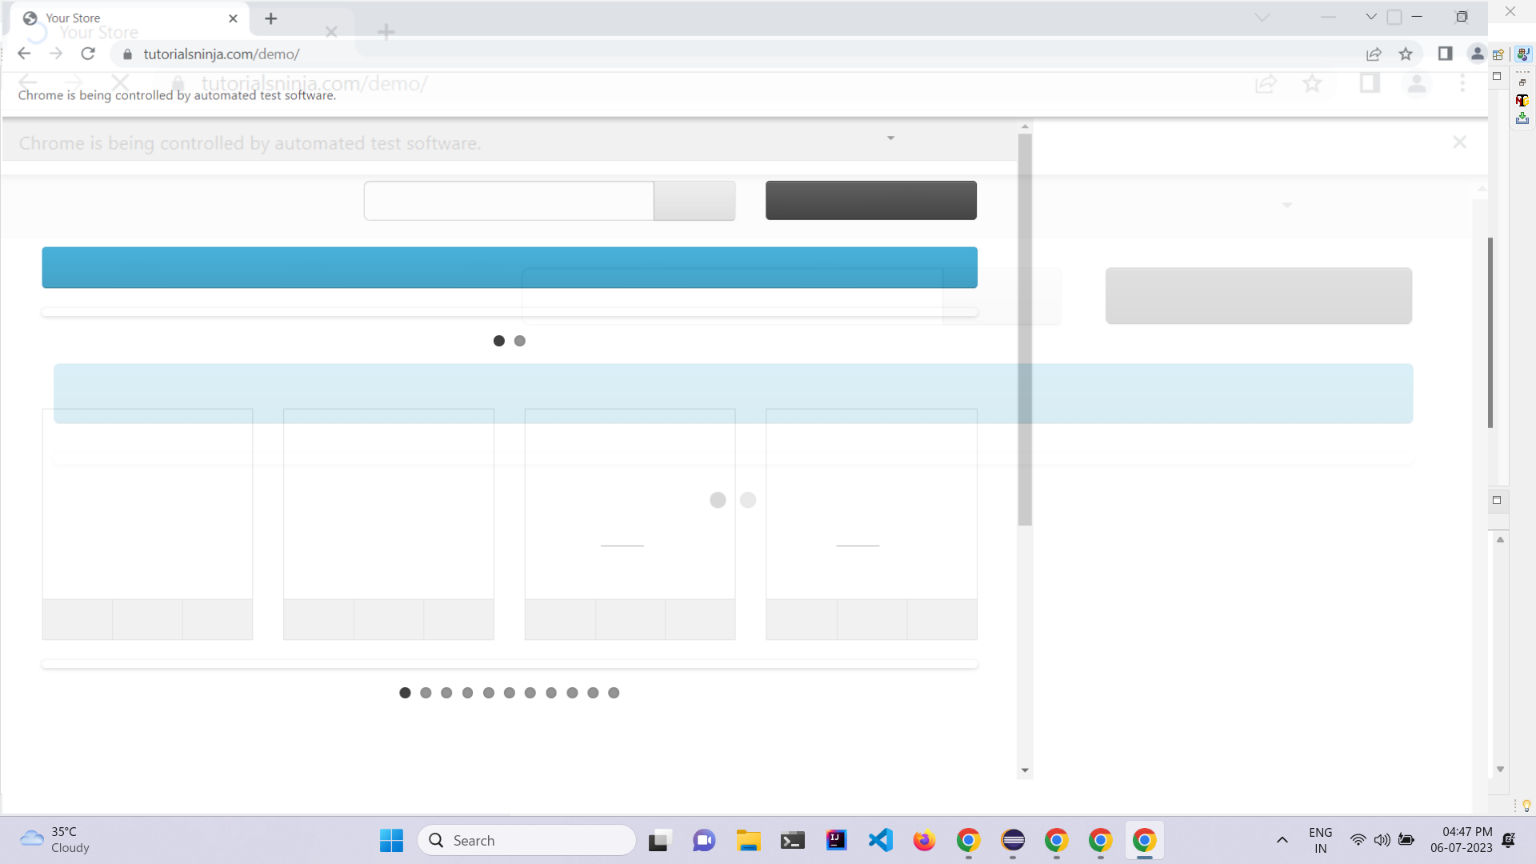 Your Store
Your Store
tutorialsninja.com/demo/
tutorialsninja.com/demo/
Chrome is being controlled by automated test software.
Chrome is being controlled by automated test software.
35°C
Cloudy
Search
ENG
IN
04:47 PM
06-07-2023